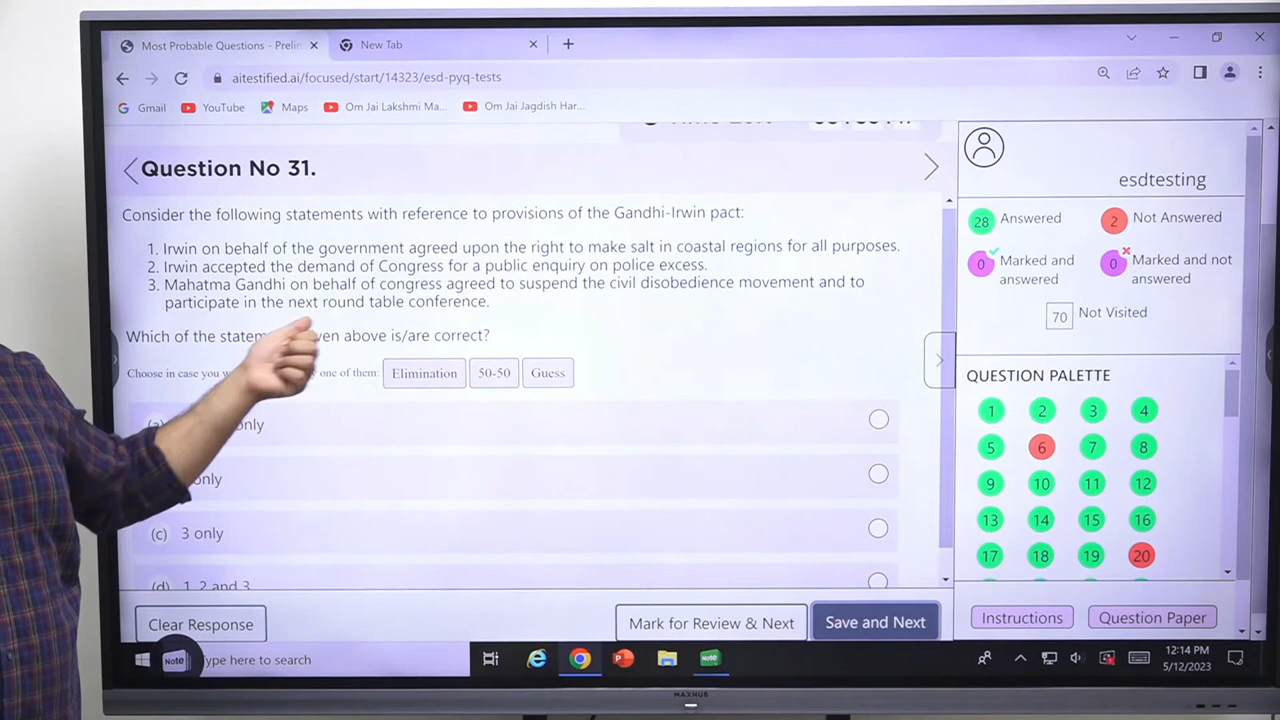 Most Probable Questions - Prelin
New Tab
aitestified.ai/focused/start/14323/esd-pyq-tests
Gmail
YouTube
Maps
Om Jai Lakshmi Ma...
Om Jai Jagdish Har...
Question No 31.
Consider the following statements with reference to provisions of the Gandhi-Irwin pact:
1. Irwin on behalf of the government agreed upon the right to make salt in coastal regions for all purposes.
2. Irwin accepted the demand of Congress for a public enquiry on police excess.
3. Mahatma Gandhi on behalf of congress agreed to suspend the civil disobedience movement and to
participate in the next round table conference.
Which of the statem ven above is/are correct?
Choose in case you w one of them: Elimination 50-50 Guess
(a) only
only
(c) 3 only
(d) 1, 2 and 3
Clear Response
Mark for Review & Next
Save and Next
esdtesting
28 Answered
2 Not Answered
0 Marked and
answered
0 Marked and not
answered
70 Not Visited
QUESTION PALETTE
1 2 3 4
5 6 7 8
9 10 11 12
13 14 15 16
17 18 19 20
Instructions
Question Paper
Note
ype here to search
Note
12:14 PM
5/12/2023
MAXHUB